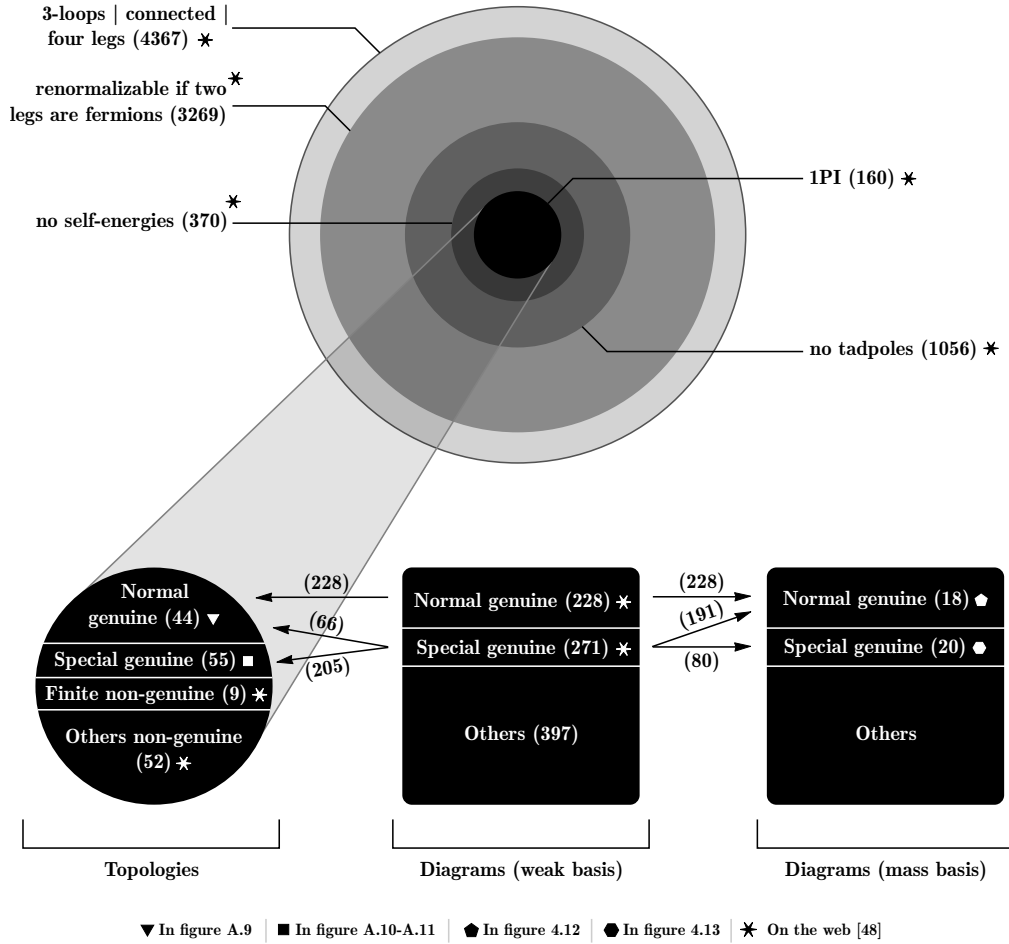 3-loops | connected |
four legs (4367) *
renormalizable if two *
legs are fermions (3269)
1PI (160) *
no self-energies (370) *
no tadpoles (1056) *
Normal
genuine (44) ▼
Special genuine (55) ■
Finite non-genuine (9) *
Others non-genuine
(52) *
(228)
(66)
(205)
Normal genuine (228) *
Special genuine (271) *
Others (397)
(228)
(191)
(80)
Normal genuine (18) ⬟
Special genuine (20) ⬢
Others
Topologies
Diagrams (weak basis)
Diagrams (mass basis)
▼ In figure A.9 | ■ In figure A.10-A.11 | ⬟ In figure 4.12 | ⬢ In figure 4.13 | * On the web [48]